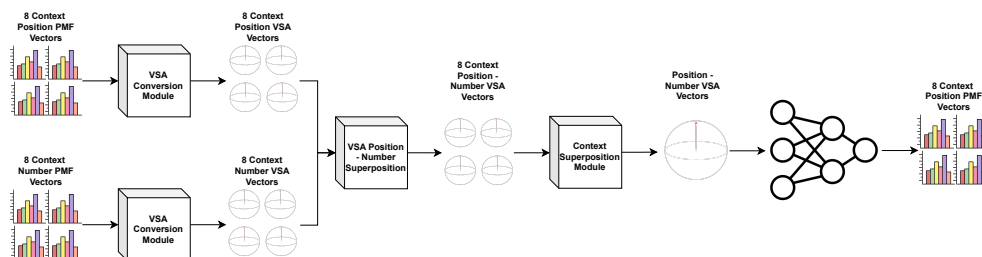 8 Context
Position PMF
Vectors
VSA
Conversion
Module
8 Context
Position VSA
Vectors
8 Context
Number PMF
Vectors
VSA
Conversion
Module
8 Context
Number VSA
Vectors
VSA Position
- Number
Superposition
8 Context
Position -
Number VSA
Vectors
Context
Superposition
Module
Position -
Number VSA
Vectors
8 Context
Position PMF
Vectors